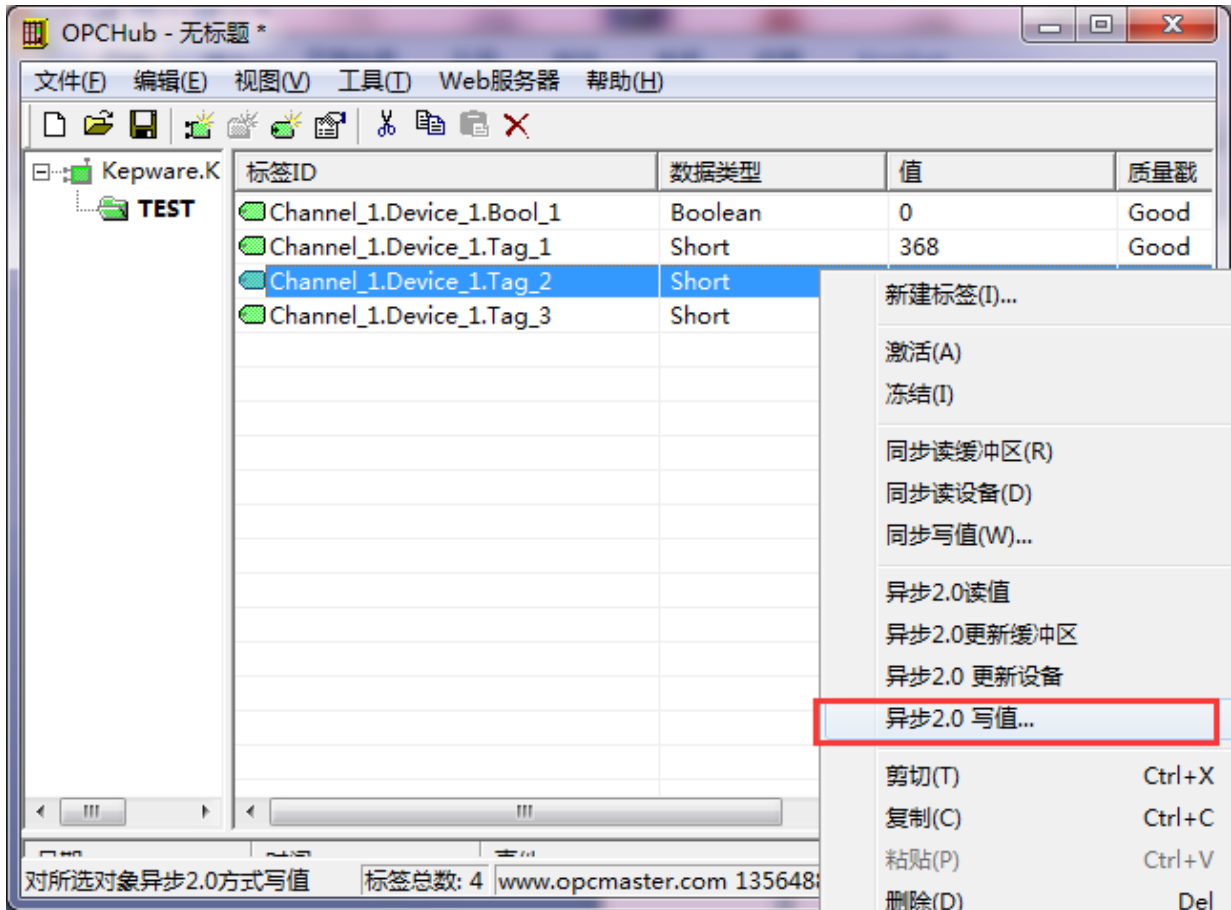 OPCHub - 无标题 *
文件(F) 编辑(E) 视图(V) 工具(T) Web服务器 帮助(H)
Kepware.K
TEST
标签ID 数据类型 值 质量戳
Channel_1.Device_1.Bool_1 Boolean 0 Good
Channel_1.Device_1.Tag_1 Short 368 Good
Channel_1.Device_1.Tag_2 Short
Channel_1.Device_1.Tag_3 Short
新建标签(I)...
激活(A)
冻结(I)
同步读缓冲区(R)
同步读设备(D)
同步写值(W)...
异步2.0读值
异步2.0更新缓冲区
异步2.0 更新设备
异步2.0 写值...
剪切(T) Ctrl+X
复制(C) Ctrl+C
粘贴(P) Ctrl+V
删除(D) Del
日期 时间 事件
对所选对象异步2.0方式写值 标签总数: 4 www.opcmaster.com 1356488